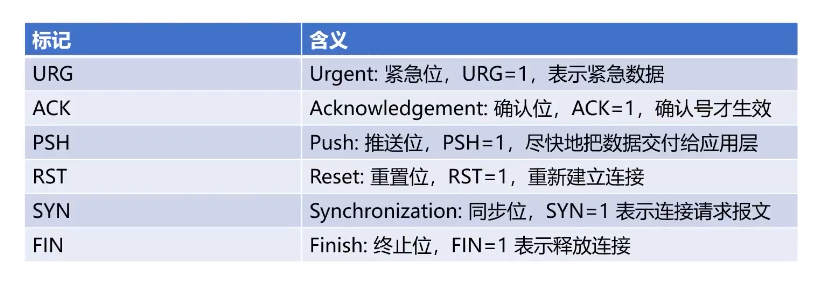 标记 含义
URG Urgent: 紧急位，URG=1，表示紧急数据
ACK Acknowledgement: 确认位，ACK=1，确认号才生效
PSH Push: 推送位，PSH=1，尽快地把数据交付给应用层
RST Reset: 重置位，RST=1，重新建立连接
SYN Synchronization: 同步位，SYN=1 表示连接请求报文
FIN Finish: 终止位，FIN=1 表示释放连接